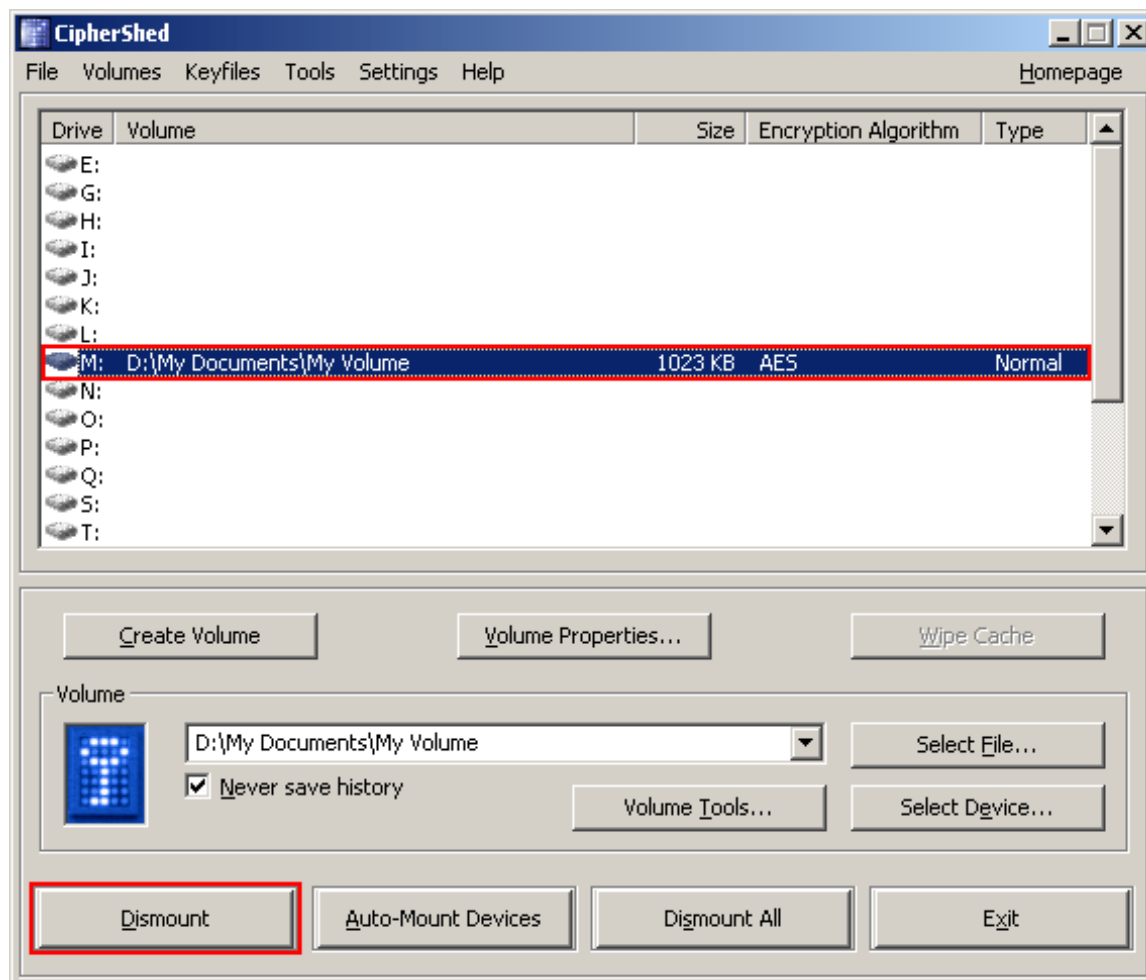 CipherShed
File Volumes Keyfiles Tools Settings Help Homepage
Drive Volume Size Encryption Algorithm Type
E:
G:
H:
I:
J:
K:
L:
M: D:\My Documents\My Volume 1023 KB AES Normal
N:
O:
P:
Q:
S:
T:
Create Volume Volume Properties... Wipe Cache
Volume
D:\My Documents\My Volume Select File...
Never save history
Volume Tools... Select Device...
Dismount Auto-Mount Devices Dismount All Exit